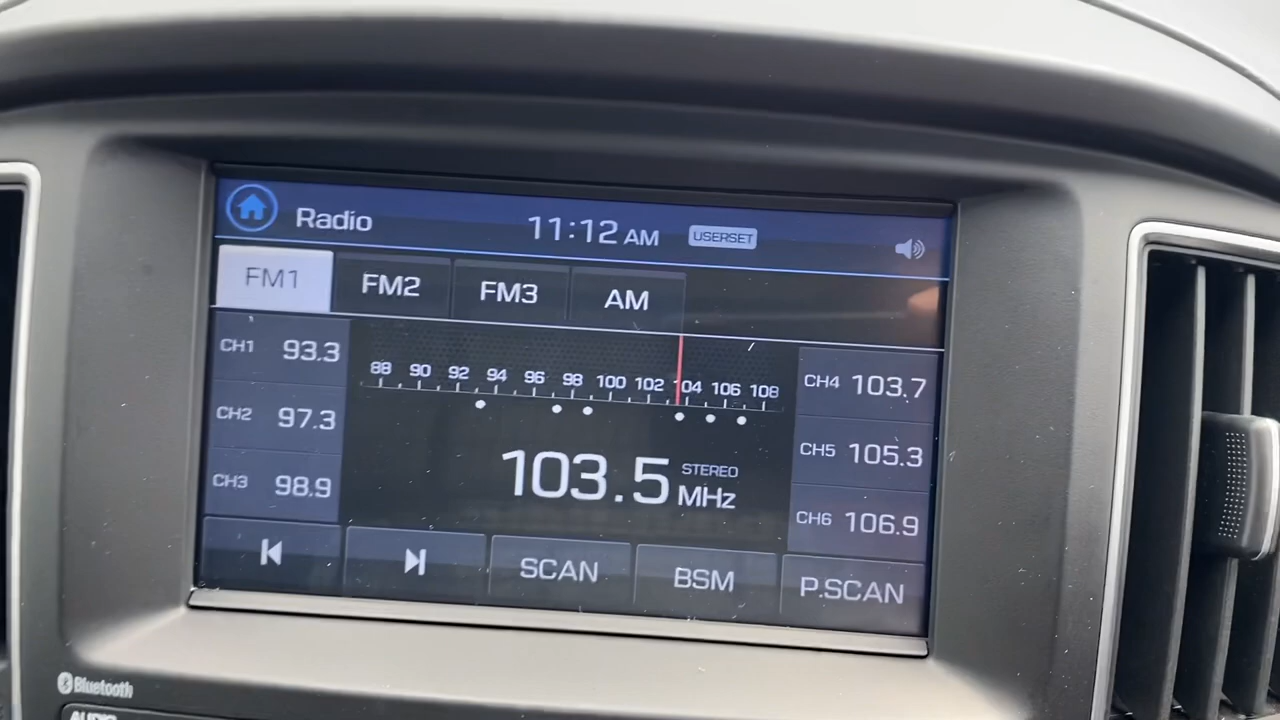 Radio 11:12 AM USERSET
FM1 FM2 FM3 AM
CH1 93.3
CH2 97.3
CH3 98.9
88 90 92 94 96 98 100 102 104 106 108
103.5 STEREO MHz
CH4 103.7
CH5 105.3
CH6 106.9
SCAN BSM P.SCAN
Bluetooth
AUDIO